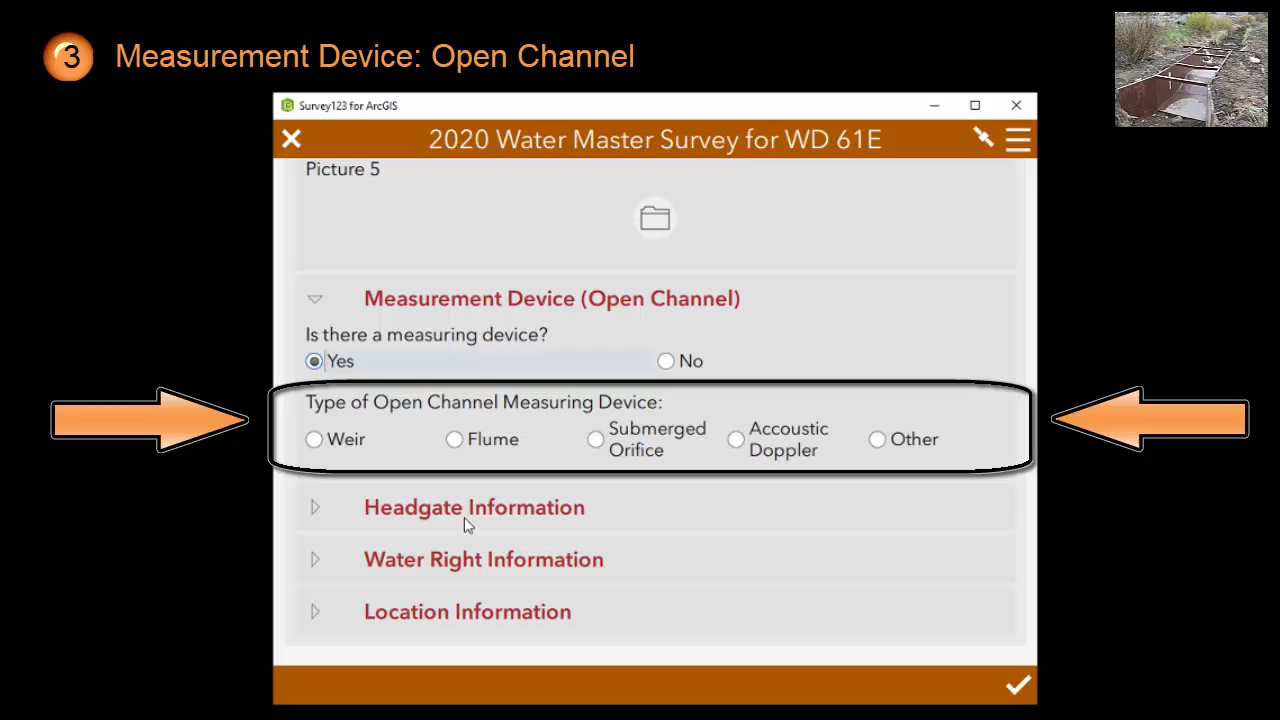 3 Measurement Device: Open Channel
Survey123 for ArcGIS
2020 Water Master Survey for WD 61E
Picture 5
Measurement Device (Open Channel)
Is there a measuring device?
Yes No
Type of Open Channel Measuring Device:
Weir Flume Submerged Orifice Accoustic Doppler Other
Headgate Information
Water Right Information
Location Information